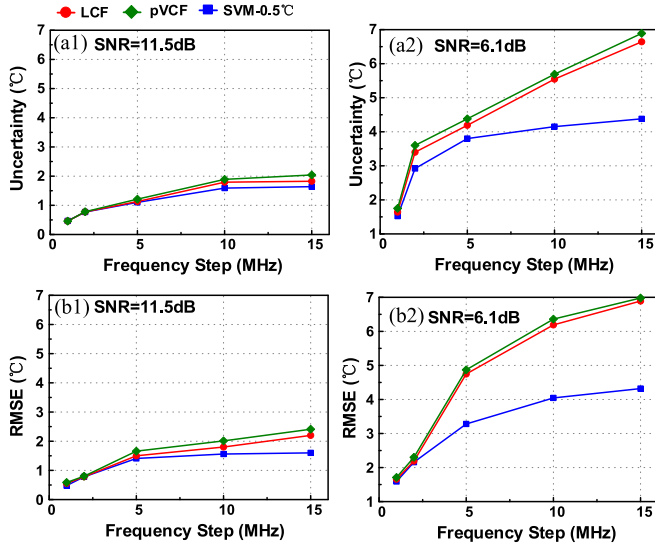 LCF pVCF SVM-0.5℃
(a1) SNR=11.5dB
Uncertainty (℃)
7
6
5
4
3
2
1
0
0 5 10 15
Frequency Step (MHz)
(a2) SNR=6.1dB
Uncertainty (℃)
7
6
5
4
3
2
1
0 5 10 15
Frequency Step (MHz)
(b1) SNR=11.5dB
RMSE (℃)
7
6
5
4
3
2
1
0
0 5 10 15
Frequency Step (MHz)
(b2) SNR=6.1dB
RMSE (℃)
7
6
5
4
3
2
1
0 5 10 15
Frequency Step (MHz)